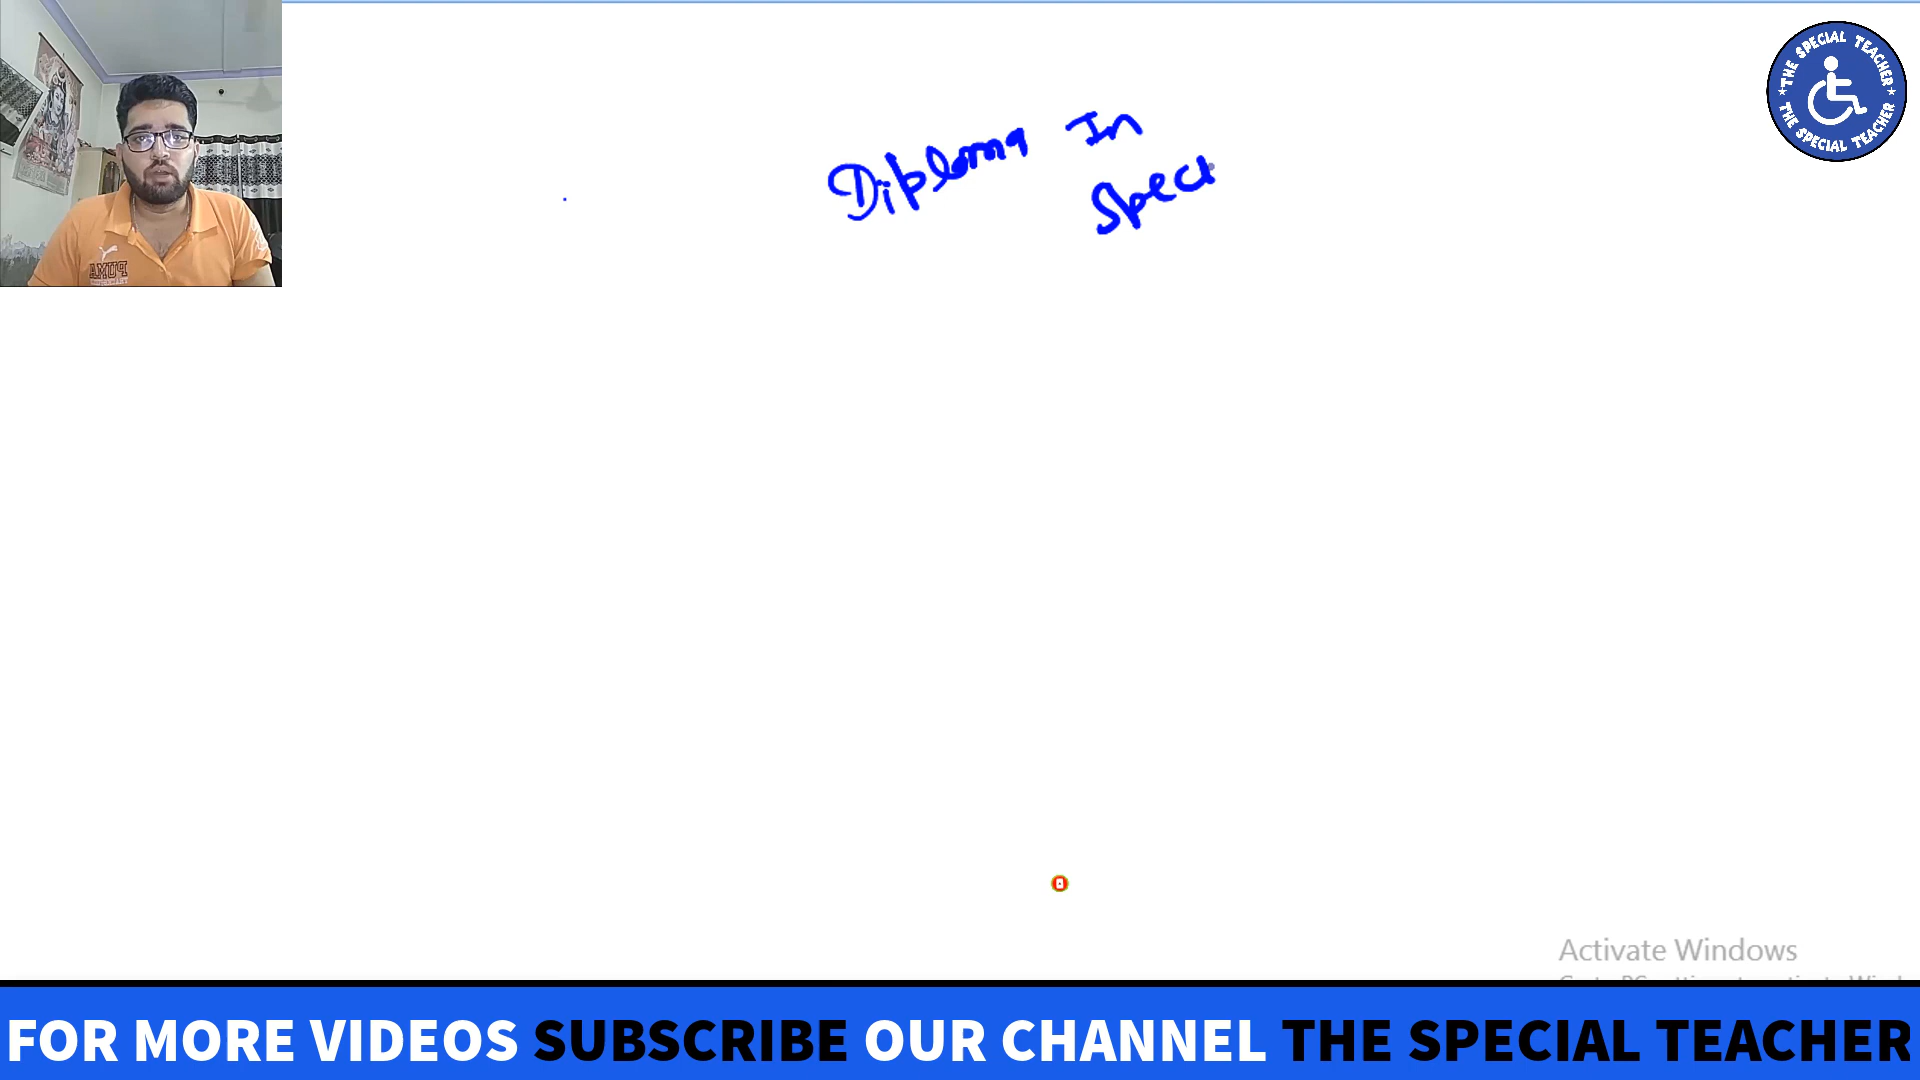 Diploma In
Speci
THE SPECIAL TEACHER
THE SPECIAL TEACHER
PUMA
Activate Windows
FOR MORE VIDEOS SUBSCRIBE OUR CHANNEL THE SPECIAL TEACHER